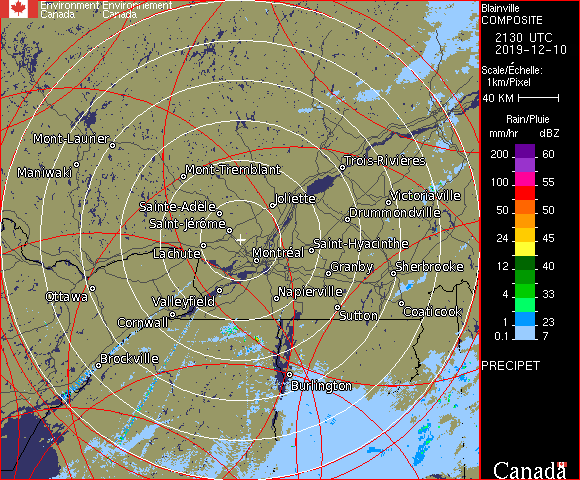 Environment Environnement
Canada Canada
Blainville
COMPOSITE
2130 UTC
2019-12-10
Scale/Échelle:
1km/Pixel
40 KM
Rain/Pluie
mm/hr dBZ
200 60
100 55
50 50
24 45
12 40
4 33
1 23
0.1 7
PRECIPET
Canada
Mont-Laurier
Maniwaki
Mont-Tremblant
Trois-Rivières
Sainte-Adèle
Joliette
Victoriaville
Saint-Jérôme
Drummondville
Lachute
Montréal
Saint-Hyacinthe
Granby
Sherbrooke
Ottawa
Valleyfield
Napierville
Cornwall
Sutton
Coaticook
Brockville
Burlington